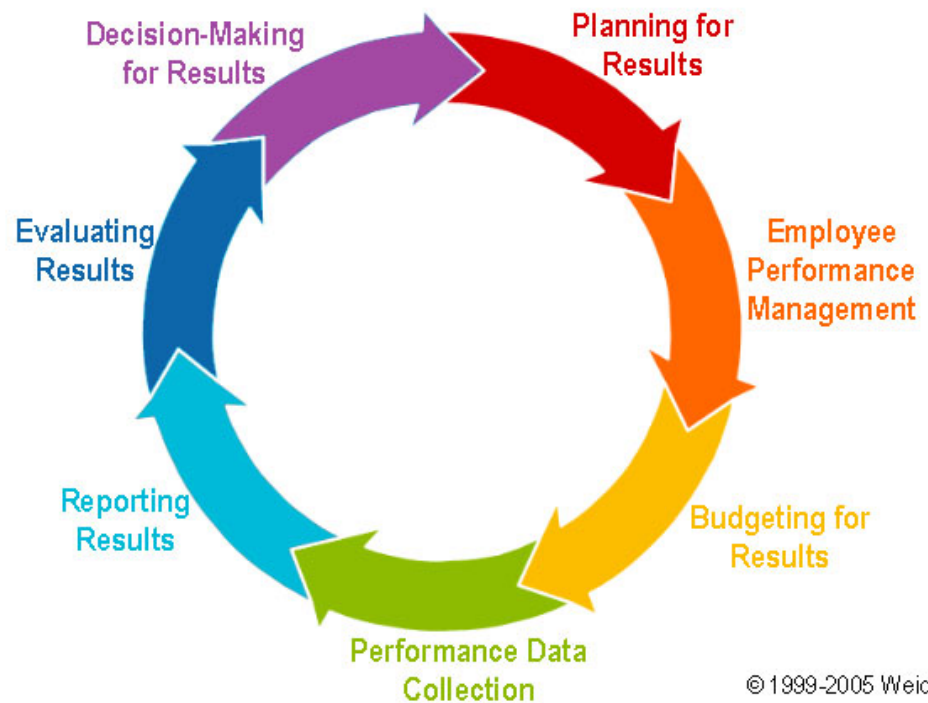 Decision-Making
for Results
Planning for
Results
Employee
Performance
Management
Budgeting for
Results
Performance Data
Collection
Reporting
Results
Evaluating
Results
© 1999-2005